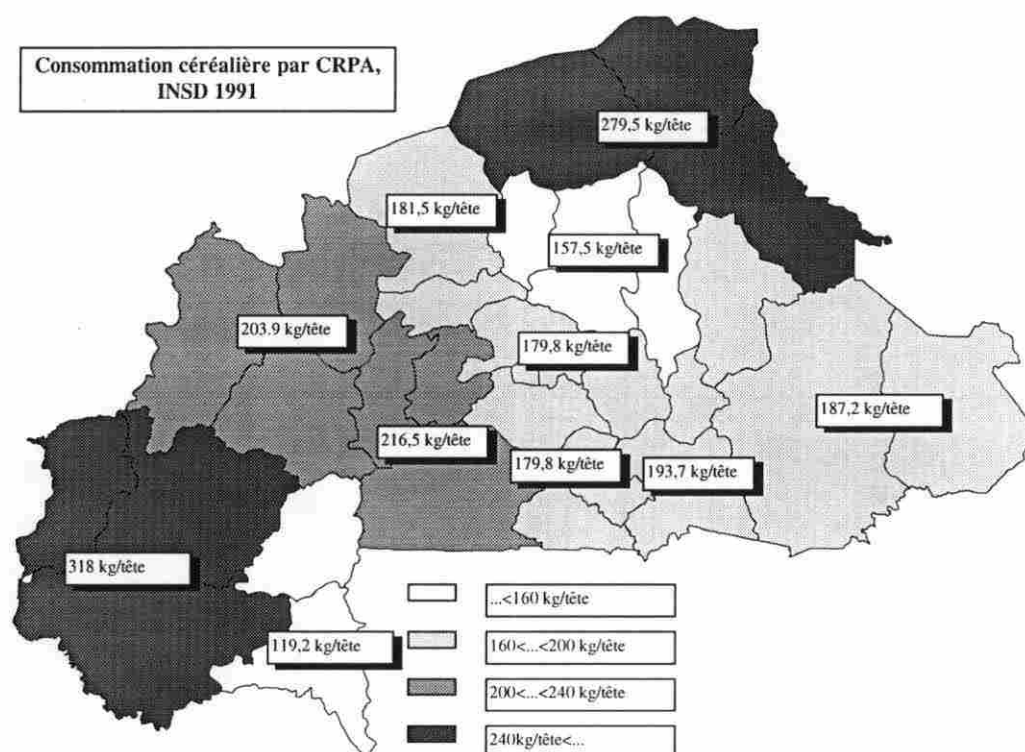 Consommation céréalière par CRPA,
INSD 1991
279,5 kg/tête
181,5 kg/tête
157,5 kg/tête
203.9 kg/tête
179,8 kg/tête
187,2 kg/tête
216,5 kg/tête
179,8 kg/tête
193,7 kg/tête
318 kg/tête
119,2 kg/tête
...<160 kg/tête
160<...<200 kg/tête
200<...<240 kg/tête
240kg/tête<...